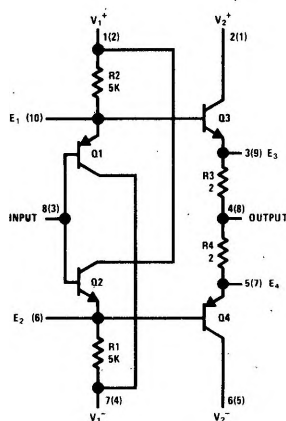 V1+ V2+
1(2) 2(1)
R2
5K
E1 (10) Q3
Q1 3(9) E3
R3
2
8(3) 4(8)
INPUT OUTPUT
R4
2
Q2
5(7) E4
E2 (6) Q4
R1
5K
7(4) 6(5)
V1- V2-